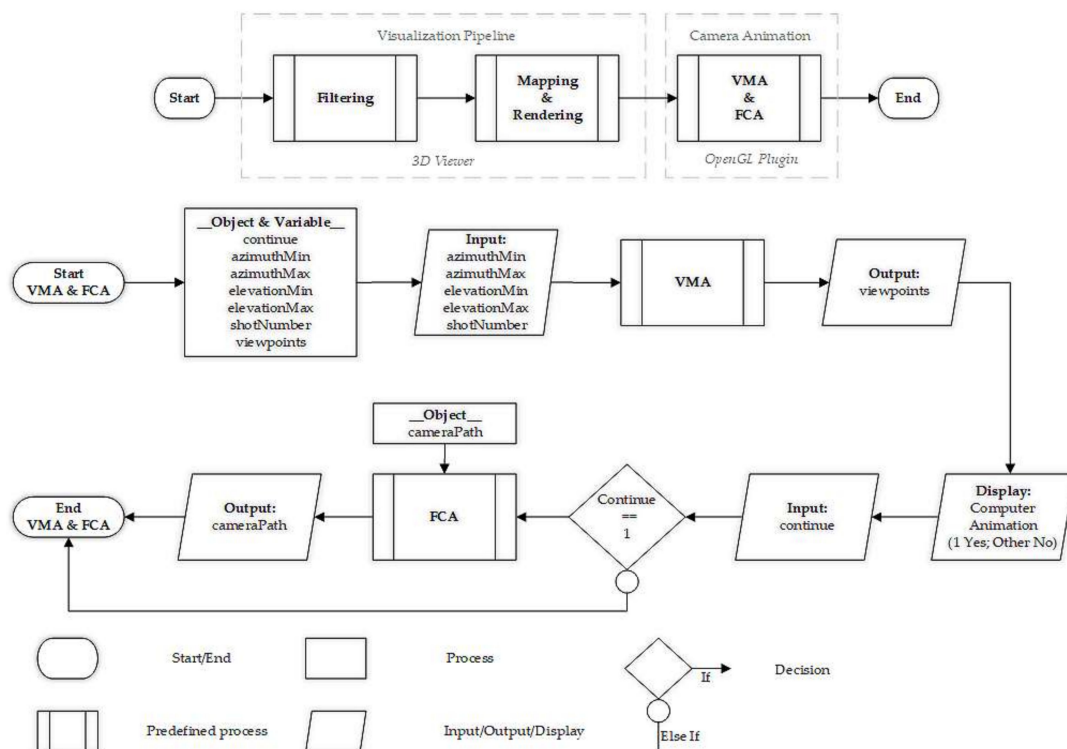 Visualization Pipeline
Camera Animation
Start
Filtering
Mapping
&
Rendering
VMA
&
FCA
End
3D Viewer
OpenGL Plugin
Start
VMA & FCA
__Object & Variable__
continue
azimuthMin
azimuthMax
elevationMin
elevationMax
shotNumber
viewpoints
Input:
azimuthMin
azimuthMax
elevationMin
elevationMax
shotNumber
VMA
Output:
viewpoints
__Object__
cameraPath
End
VMA & FCA
Output:
cameraPath
FCA
Continue
==
1
Input:
continue
Display:
Computer
Animation
(1 Yes; Other No)
Start/End
Process
If
Decision
Predefined process
Input/Output/Display
Else If